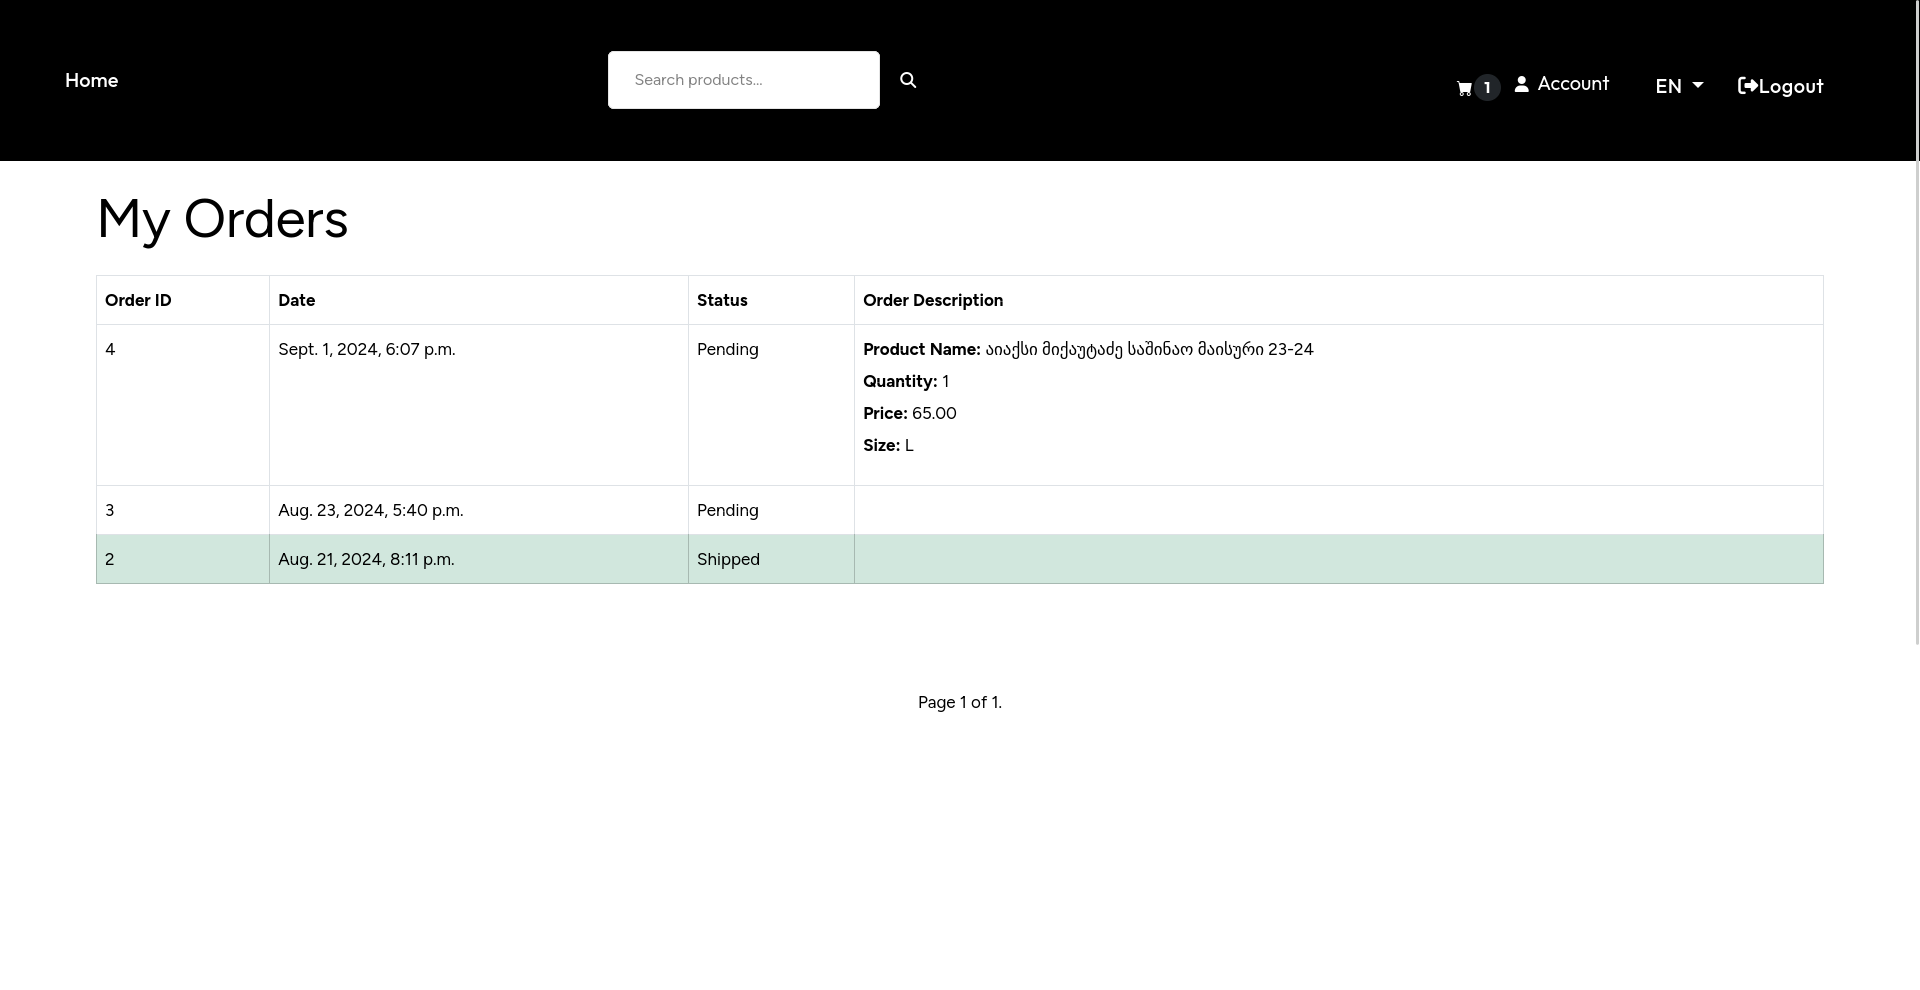 Home
Search products...
1
Account
EN
Logout
My Orders
Order ID Date Status Order Description
4 Sept. 1, 2024, 6:07 p.m. Pending Product Name: აიაქსი მიქაუტაძე საშინაო მაისური 23-24
Quantity: 1
Price: 65.00
Size: L
3 Aug. 23, 2024, 5:40 p.m. Pending
2 Aug. 21, 2024, 8:11 p.m. Shipped
Page 1 of 1.